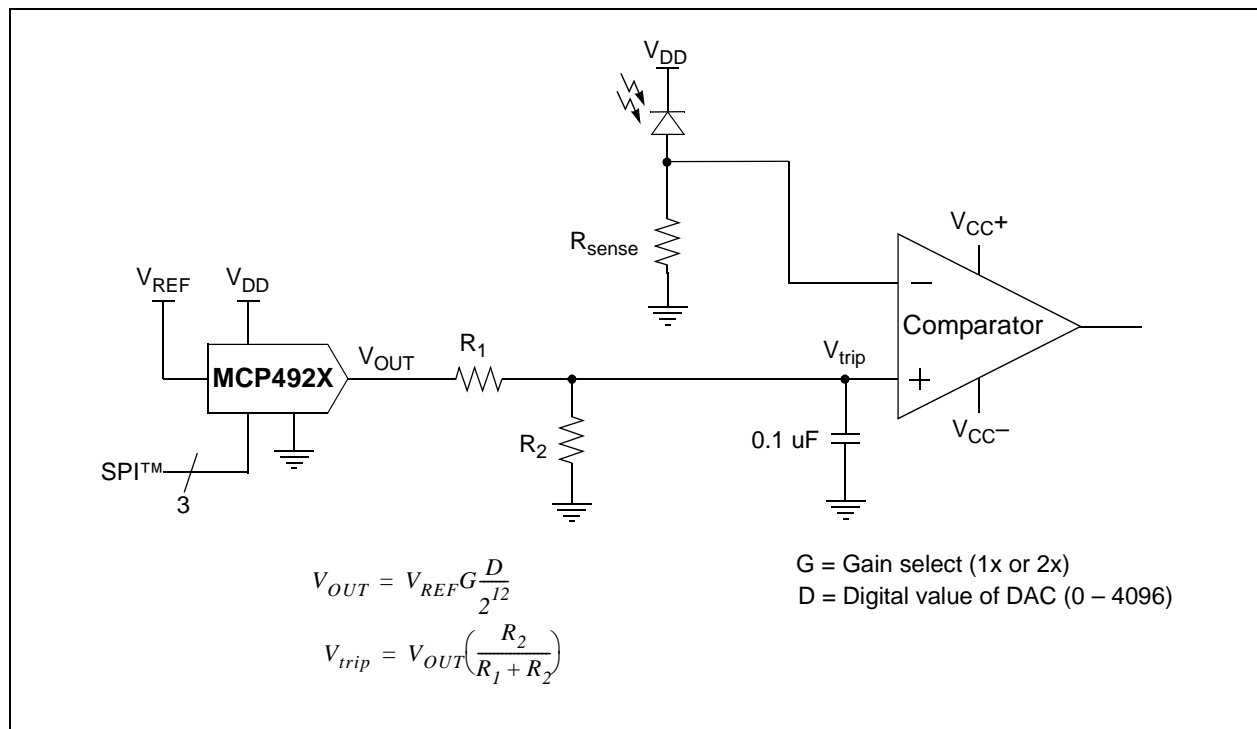 V_DD
R_sense
V_CC+
−
Comparator
V_REF
V_DD
MCP492X
V_OUT
R_1
V_trip
+
V_CC–
R_2
0.1 uF
SPI™
3
V_OUT = V_REF G D/2^12
V_trip = V_OUT (R_2/(R_1 + R_2))
G = Gain select (1x or 2x)
D = Digital value of DAC (0 – 4096)